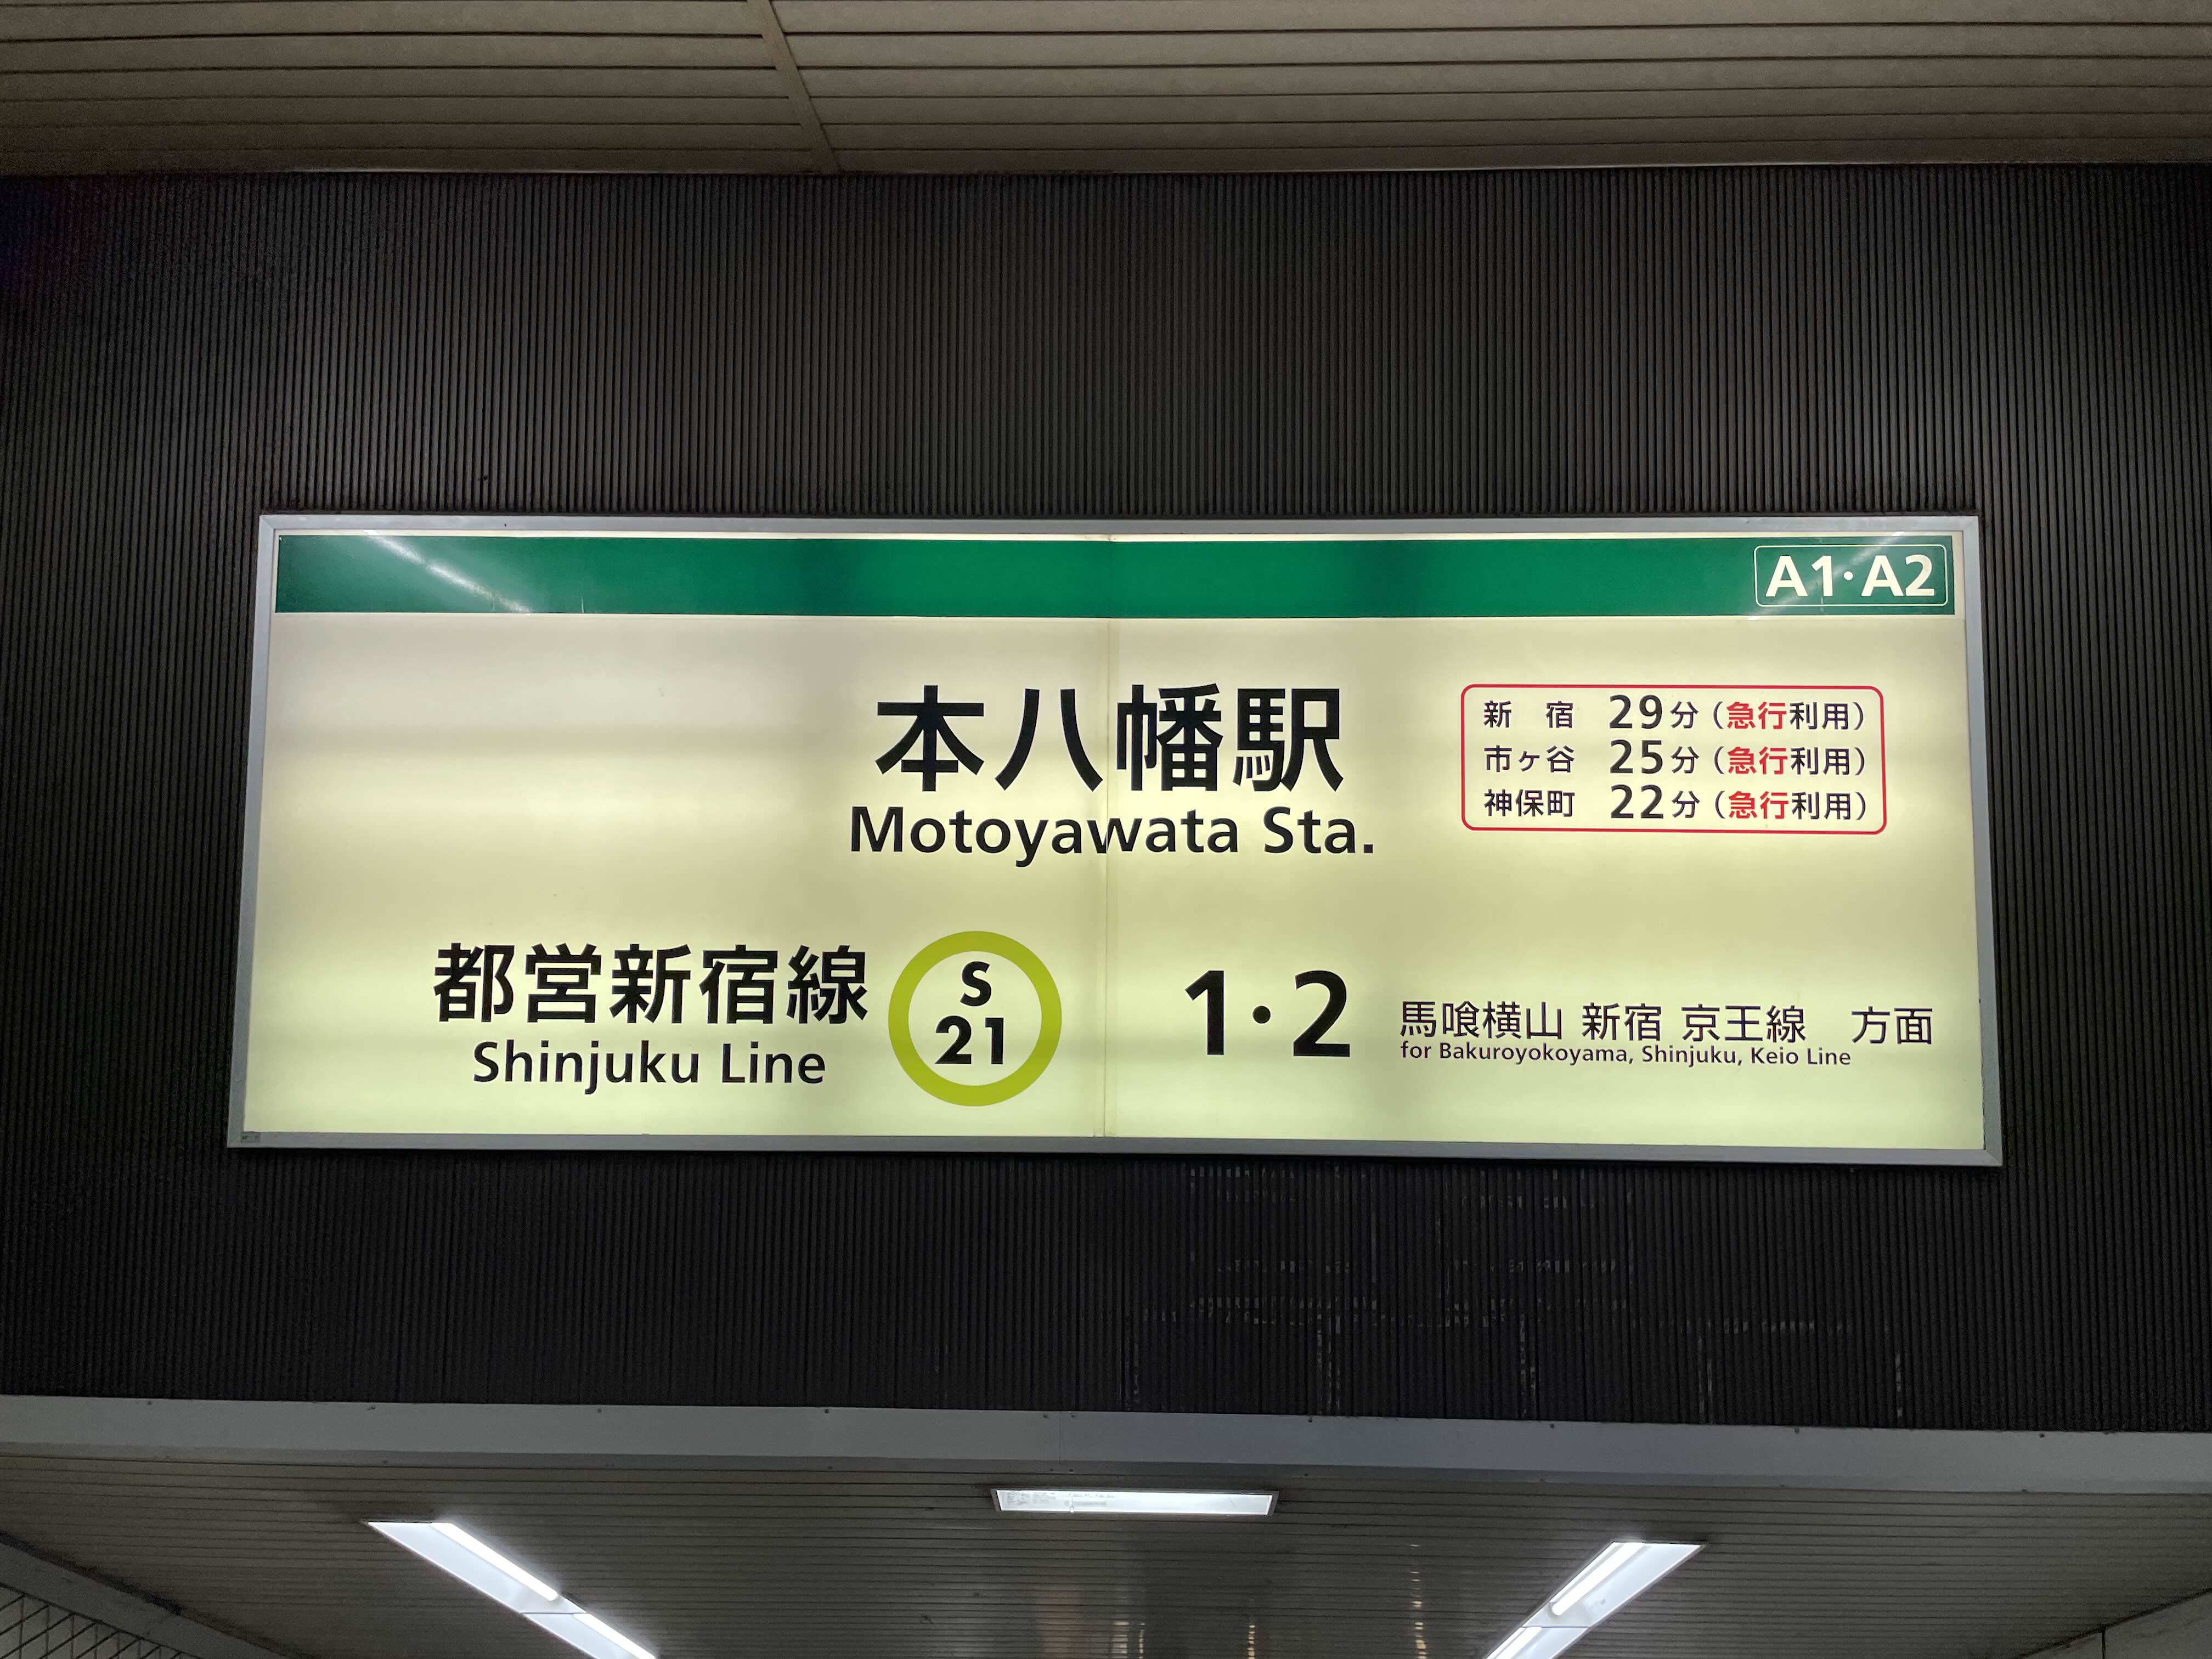 A1・A2
本八幡駅
Motoyawata Sta.
新 宿 29分（急行利用）
市ヶ谷 25分（急行利用）
神保町 22分（急行利用）
都営新宿線
Shinjuku Line
S
21
1・2
馬喰横山 新宿 京王線 方面
for Bakuroyokoyama, Shinjuku, Keio Line